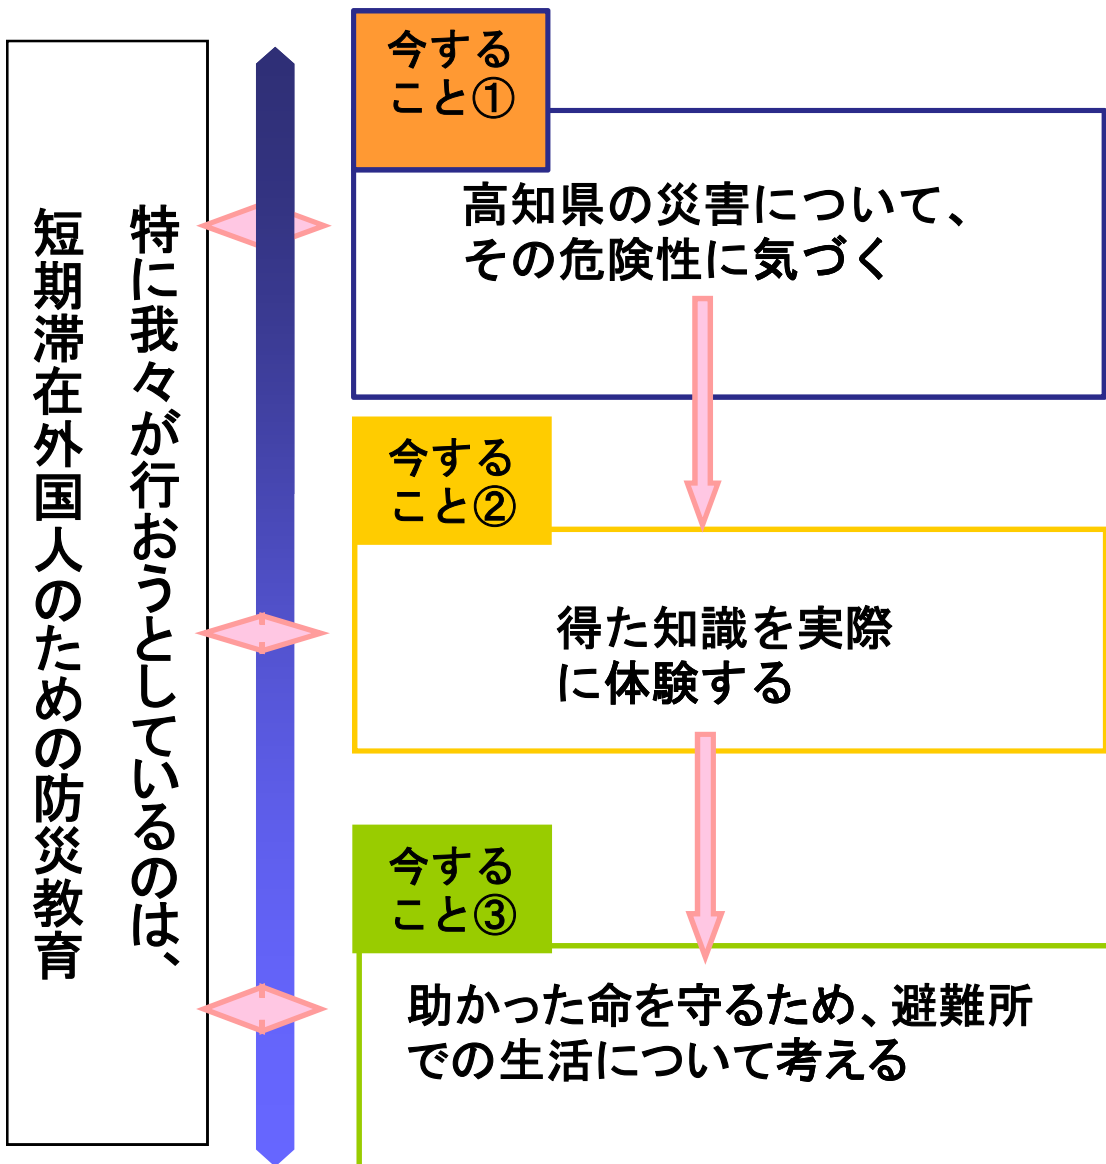 特に我々が行おうとしているのは、
短期滞在外国人のための防災教育
今する
こと①
高知県の災害について、
その危険性に気づく
今する
こと②
得た知識を実際
に体験する
今する
こと③
助かった命を守るため、避難所
での生活について考える